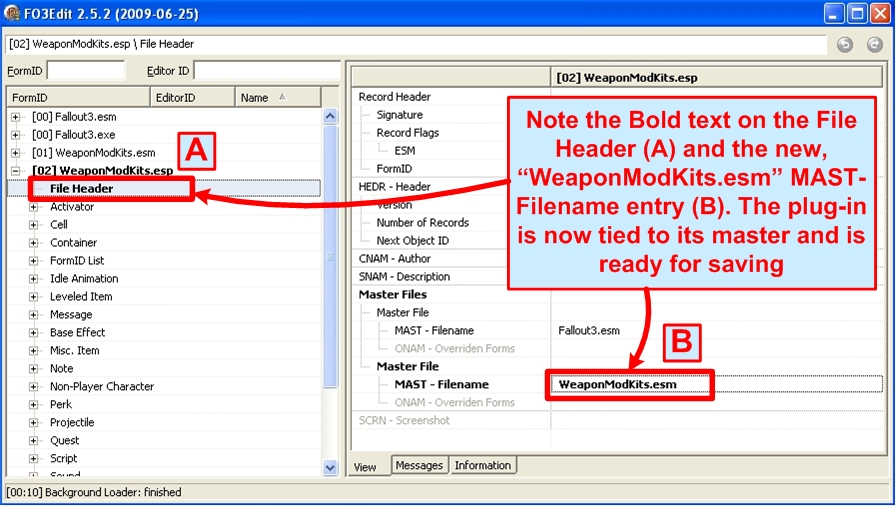 FO3Edit 2.5.2 (2009-06-25)
[02] WeaponModKits.esp \ File Header
FormID
Editor ID
FormID EditorID Name
[00] Fallout3.esm
[00] Fallout3.exe
[01] WeaponModKits.esm
[02] WeaponModKits.esp
File Header
Activator
Cell
Container
FormID List
Idle Animation
Leveled Item
Message
Base Effect
Misc. Item
Note
Non-Player Character
Perk
Projectile
Quest
Script
Sound
A
[02] WeaponModKits.esp
Record Header
Signature
Record Flags
ESM
FormID
HEDR - Header
Version
Number of Records
Next Object ID
CNAM - Author
SNAM - Description
Master Files
Master File
MAST - Filename Fallout3.esm
ONAM - Overriden Forms
Master File
MAST - Filename WeaponModKits.esm
ONAM - Overriden Forms
SCRN - Screenshot
Note the Bold text on the File
Header (A) and the new,
“WeaponModKits.esm” MAST-
Filename entry (B). The plug-in
is now tied to its master and is
ready for saving
B
View Messages Information
[00:10] Background Loader: finished